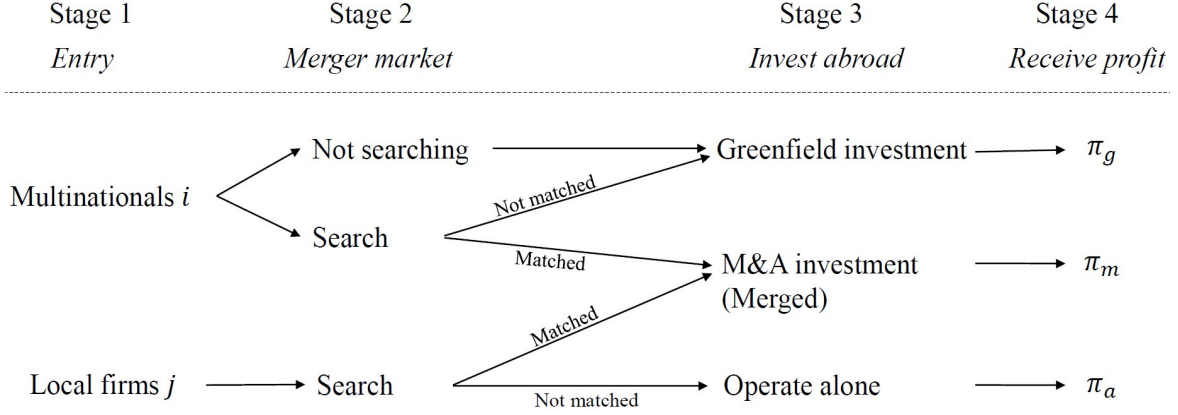 Stage 1 Stage 2 Stage 3 Stage 4
Entry Merger market Invest abroad Receive profit
Not searching Greenfield investment π_g
Not matched
Multinationals i
Search
Matched
M&A investment π_m
(Merged)
Matched
Local firms j Search Operate alone π_a
Not matched